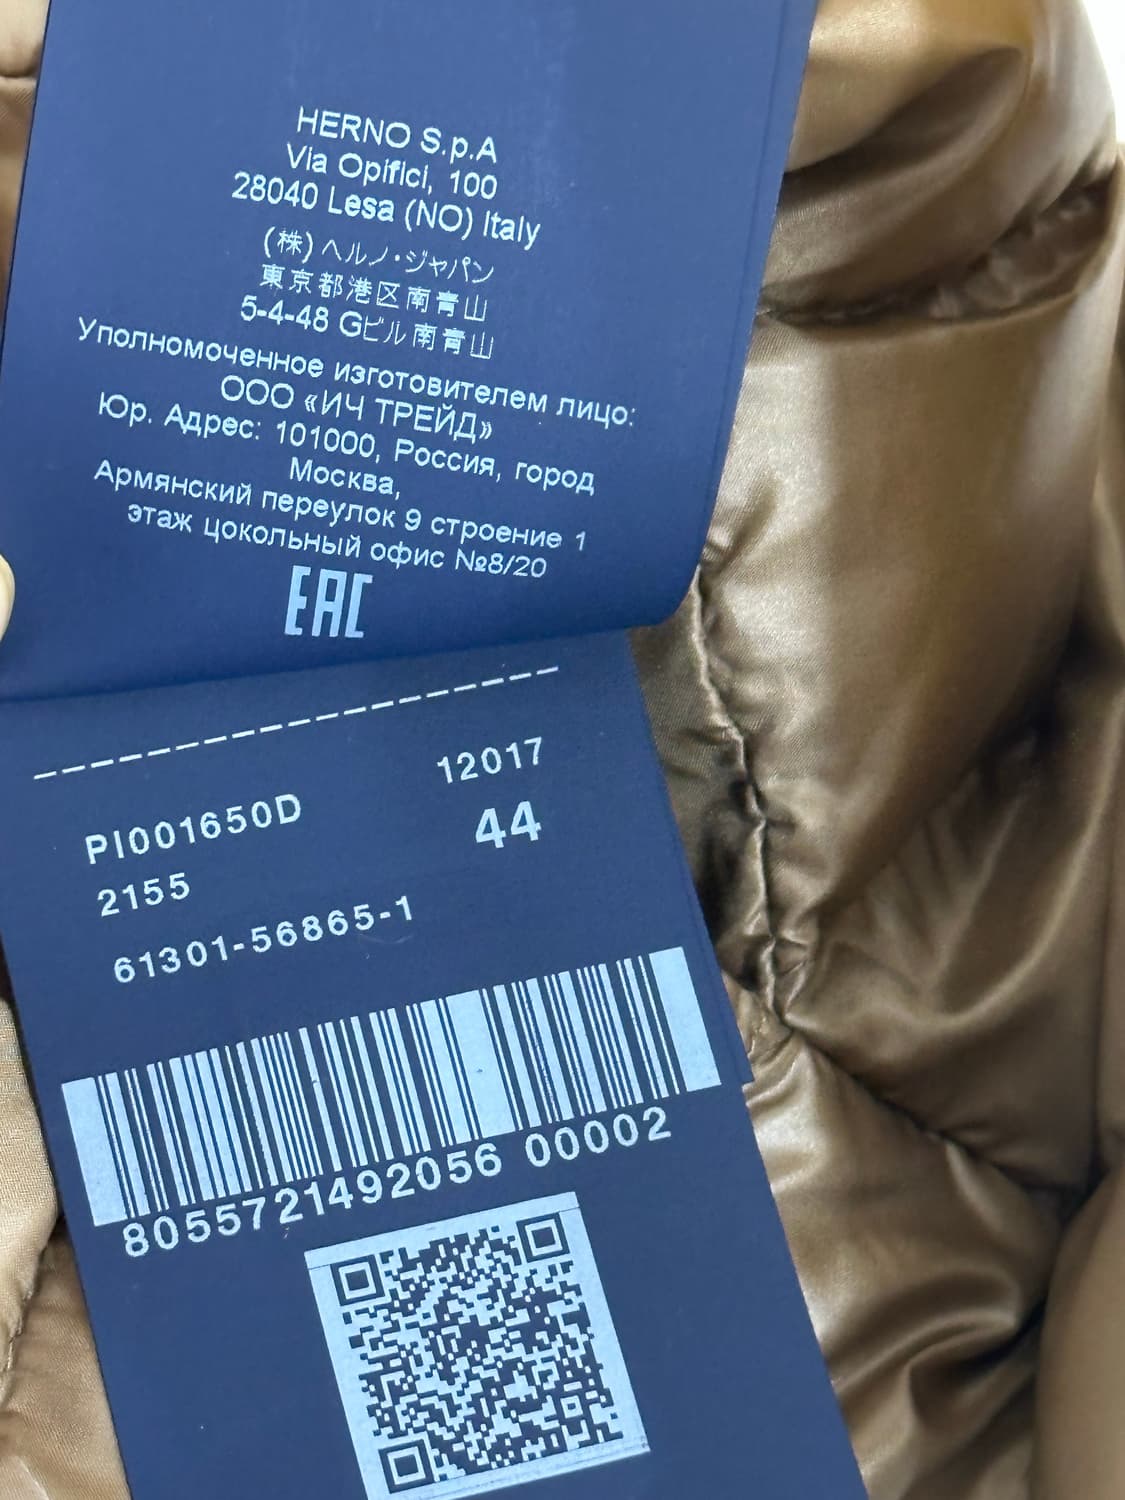 HERNO S.p.A
Via Opifici, 100
28040 Lesa (NO) Italy
(株)ヘルノ・ジャパン
東京都港区南青山
5-4-48 Gビル南青山
Уполномоченное изготовителем лицо:
ООО «ИЧ ТРЕЙД»
Юр. Адрес: 101000, Россия, город
Москва,
Армянский переулок 9 строение 1
этаж цокольный офис №8/20
EAC
PI001650D 12017
2155 44
61301-56865-1
8055721492056 00002